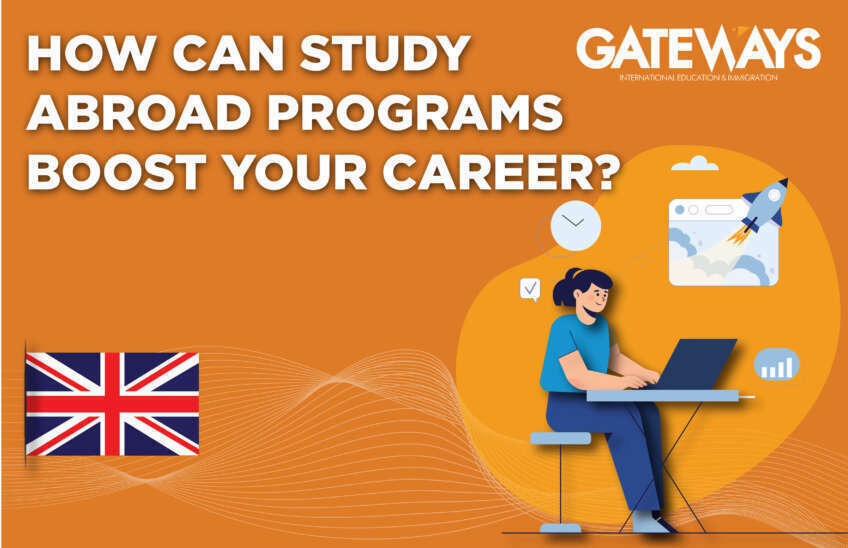 HOW CAN STUDY
ABROAD PROGRAMS
BOOST YOUR CAREER?
GATEWAYS
INTERNATIONAL EDUCATION & IMMIGRATION